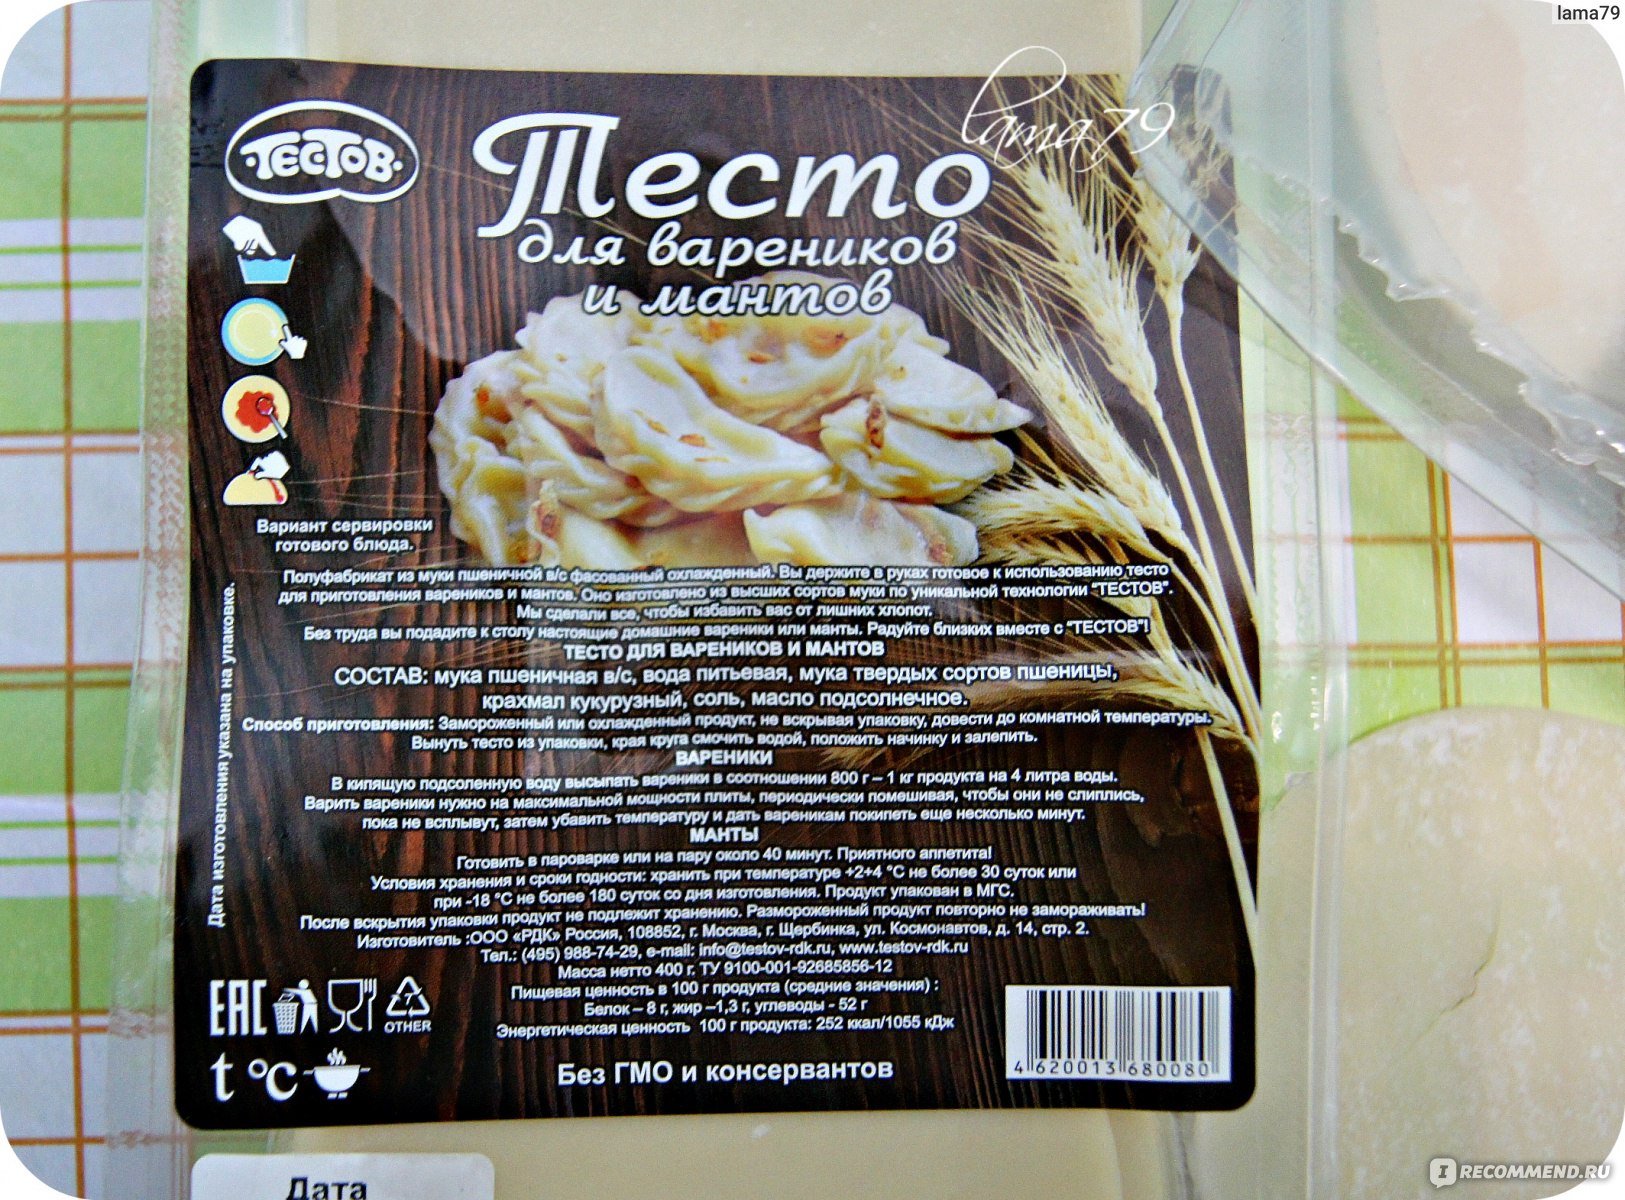 lama79
lama79
ТЕСТОВ
Тесто
для вареников
и мантов
Вариант сервировки
готового блюда.
Дата изготовления указана на упаковке.
Полуфабрикат из муки пшеничной в/с фасованный охлажденный. Вы держите в руках готовое к использованию тесто
для приготовления вареников и мантов. Оно изготовлено из высших сортов муки по уникальной технологии “ТЕСТОВ”.
Мы сделали все, чтобы избавить вас от лишних хлопот.
Без труда вы подадите к столу настоящие домашние вареники или манты. Радуйте близких вместе с “ТЕСТОВ”!
ТЕСТО ДЛЯ ВАРЕНИКОВ И МАНТОВ
СОСТАВ: мука пшеничная в/с, вода питьевая, мука твердых сортов пшеницы,
крахмал кукурузный, соль, масло подсолнечное.
Способ приготовления: Замороженный или охлажденный продукт, не вскрывая упаковку, довести до комнатной температуры.
Вынуть тесто из упаковки, края круга смочить водой, положить начинку и залепить.
ВАРЕНИКИ
В кипящую подсоленную воду высыпать вареники в соотношении 800 г – 1 кг продукта на 4 литра воды.
Варить вареники нужно на максимальной мощности плиты, периодически помешивая, чтобы они не слиплись,
пока не всплывут, затем убавить температуру и дать вареникам покипеть еще несколько минут.
МАНТЫ
Готовить в пароварке или на пару около 40 минут. Приятного аппетита!
Условия хранения и сроки годности: хранить при температуре +2+4 °С не более 30 суток или
при -18 °С не более 180 суток со дня изготовления. Продукт упакован в МГС.
После вскрытия упаковки продукт не подлежит хранению. Размороженный продукт повторно не замораживать!
Изготовитель :ООО «РДК» Россия, 108852, г. Москва, г. Щербинка, ул. Космонавтов, д. 14, стр. 2.
Тел.: (495) 988-74-29, e-mail: info@testov-rdk.ru, www.testov-rdk.ru
Масса нетто 400 г. ТУ 9100-001-92685856-12
Пищевая ценность в 100 г продукта (средние значения) :
Белок – 8 г, жир –1,3 г, углеводы - 52 г
Энергетическая ценность 100 г продукта: 252 ккал/1055 кДж
Без ГМО и консервантов
EAC
7
OTHER
t °C
4 620013 680080
Дата
I RECOMMEND.RU